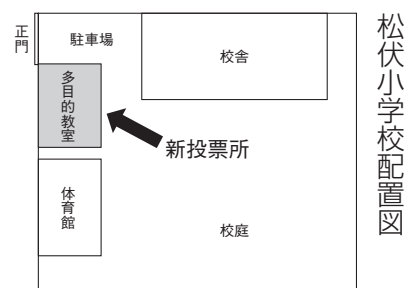 松伏小学校配置図
正門
駐車場
校舎
多目的教室
新投票所
体育館
校庭